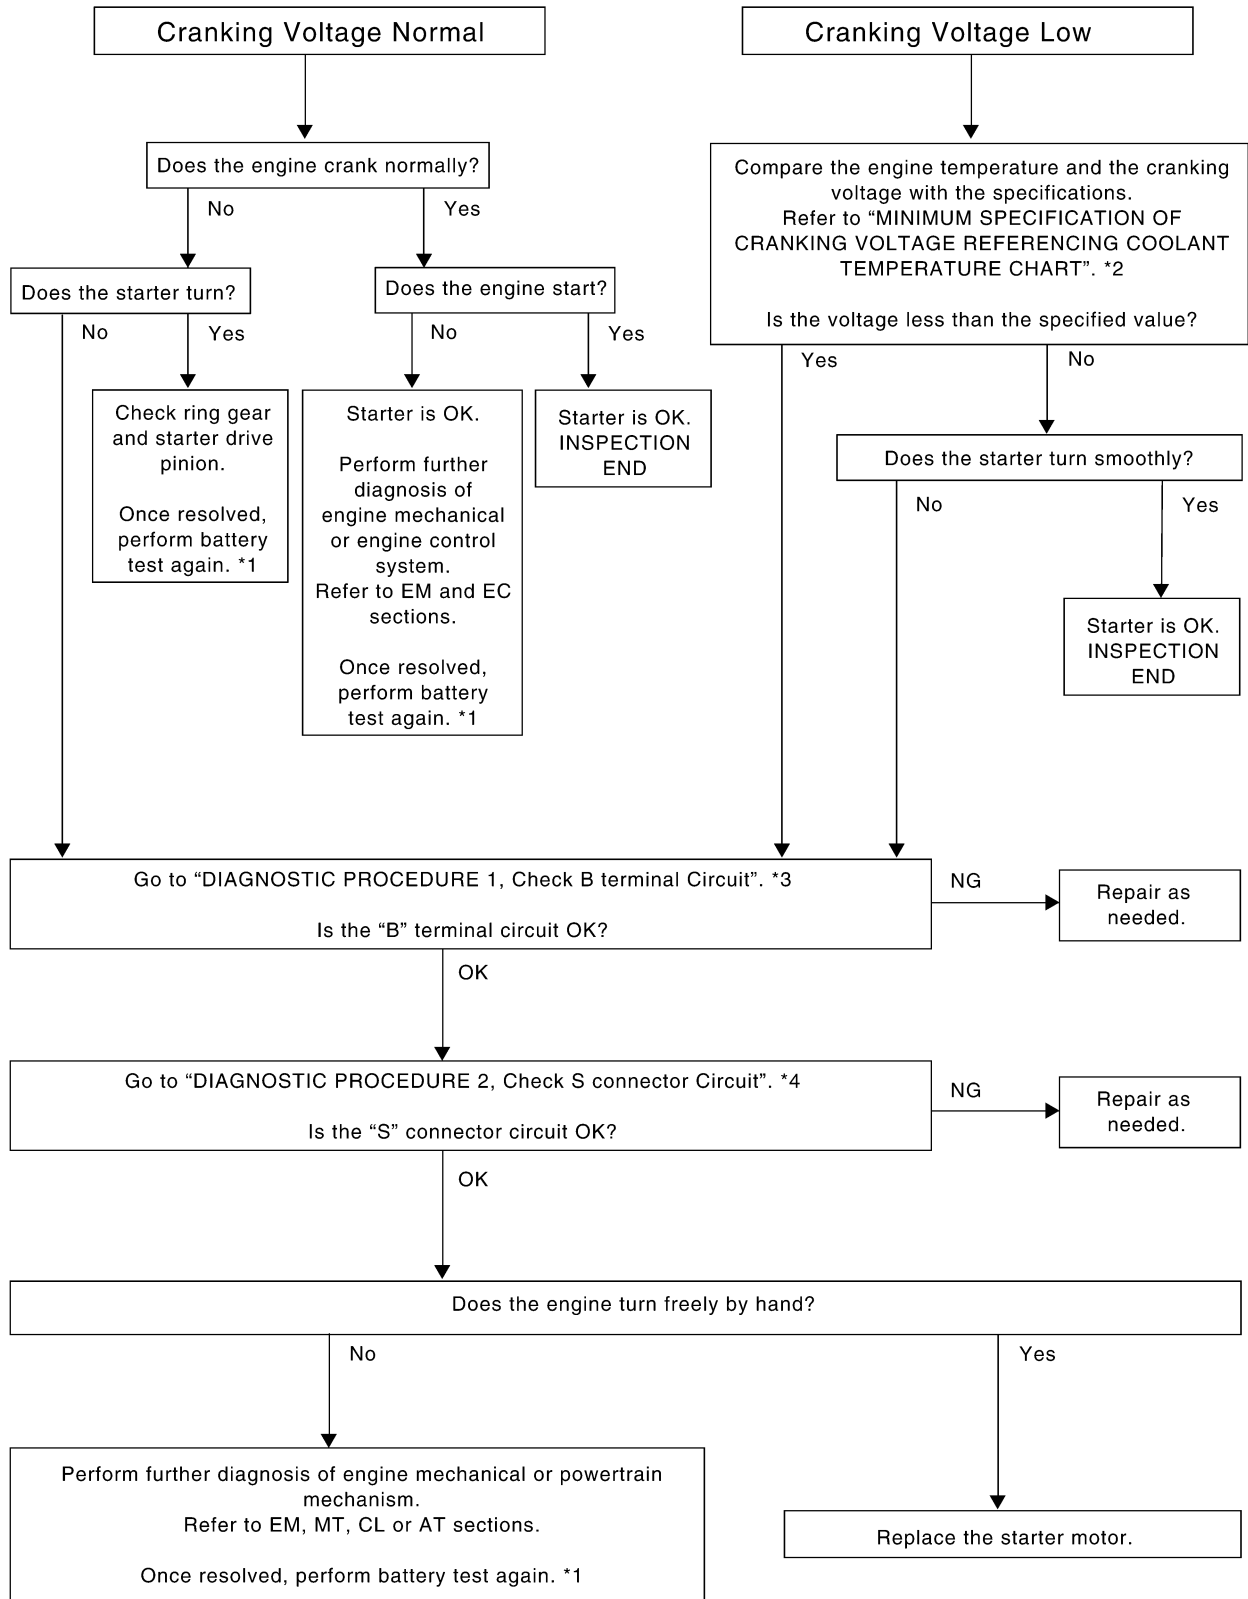 Cranking Voltage Normal
Cranking Voltage Low
Does the engine crank normally?
No
Yes
Does the starter turn?
No
Yes
Does the engine start?
No
Yes
Check ring gear
and starter drive
pinion.
Once resolved,
perform battery
test again. *1
Starter is OK.
Perform further
diagnosis of
engine mechanical
or engine control
system.
Refer to EM and EC
sections.
Once resolved,
perform battery
test again. *1
Starter is OK.
INSPECTION
END
Compare the engine temperature and the cranking
voltage with the specifications.
Refer to “MINIMUM SPECIFICATION OF
CRANKING VOLTAGE REFERENCING COOLANT
TEMPERATURE CHART”. *2
Is the voltage less than the specified value?
Yes
No
Does the starter turn smoothly?
No
Yes
Starter is OK.
INSPECTION
END
Go to “DIAGNOSTIC PROCEDURE 1, Check B terminal Circuit”. *3
Is the “B” terminal circuit OK?
NG
Repair as
needed.
OK
Go to “DIAGNOSTIC PROCEDURE 2, Check S connector Circuit”. *4
Is the “S” connector circuit OK?
NG
Repair as
needed.
OK
Does the engine turn freely by hand?
No
Yes
Perform further diagnosis of engine mechanical or powertrain
mechanism.
Refer to EM, MT, CL or AT sections.
Once resolved, perform battery test again. *1
Replace the starter motor.